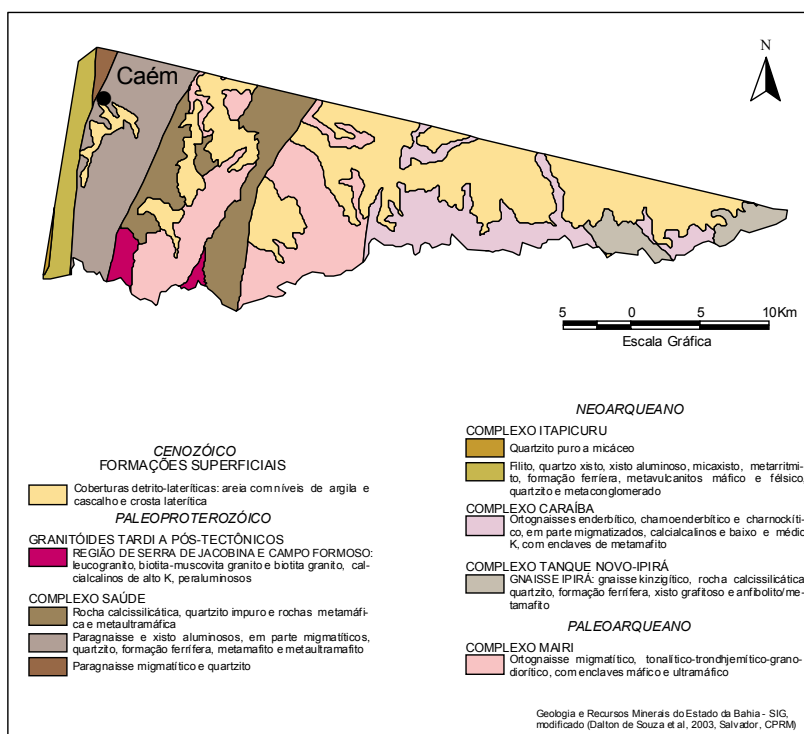 Caém
N
5 0 5 10Km
Escala Gráfica
CENOZÓICO
FORMAÇÕES SUPERFICIAIS
Coberturas detrito-lateríticas: areia com níveis de argila e
cascalho e crosta laterítica
PALEOPROTEROZÓICO
GRANITÓIDES TARDI A PÓS-TECTÔNICOS
REGIÃO DE SERRA DE JACOBINA E CAMPO FORMOSO:
leucogranito, biotita-muscovita granito e biotita granito, cal-
cialcalinos de alto K, peraluminosos
COMPLEXO SAÚDE
Rocha calcissilicática, quartzito impuro e rochas metamáfi-
ca e metaultramáfica
Paragnaisse e xisto aluminosos, em parte migmatíticos,
quartzito, formação ferrífera, metamafito e metaultramafito
Paragnaisse migmatítico e quartzito
NEOARQUEANO
COMPLEXO ITAPICURU
Quartzito puro a micáceo
Filito, quartzo xisto, xisto aluminoso, micaxisto, metarritmi-
to, formação ferríera, metavulcanitos máfico e félsico,
quartzito e metaconglomerado
COMPLEXO CARAÍBA
Ortognaisses enderbítico, charnoenderbítico e charnockíti-
co, em parte migmatizados, calcialcalinos e baixo e médio
K, com enclaves de metamafito
COMPLEXO TANQUE NOVO-IPIRÁ
GNAISSE IPIRÁ: gnaisse kinzigítico, rocha calcissilicática,
quartzito, formação ferrífera, xisto grafitoso e anfibolito/me-
tamafito
PALEOARQUEANO
COMPLEXO MAIRI
Ortognaisse migmatítico, tonalítico-trondhjemítico-grano-
diorítico, com enclaves máfico e ultramáfico
Geologia e Recursos Minerais do Estado da Bahia - SIG,
modificado (Dalton de Souza et al, 2003, Salvador, CPRM)